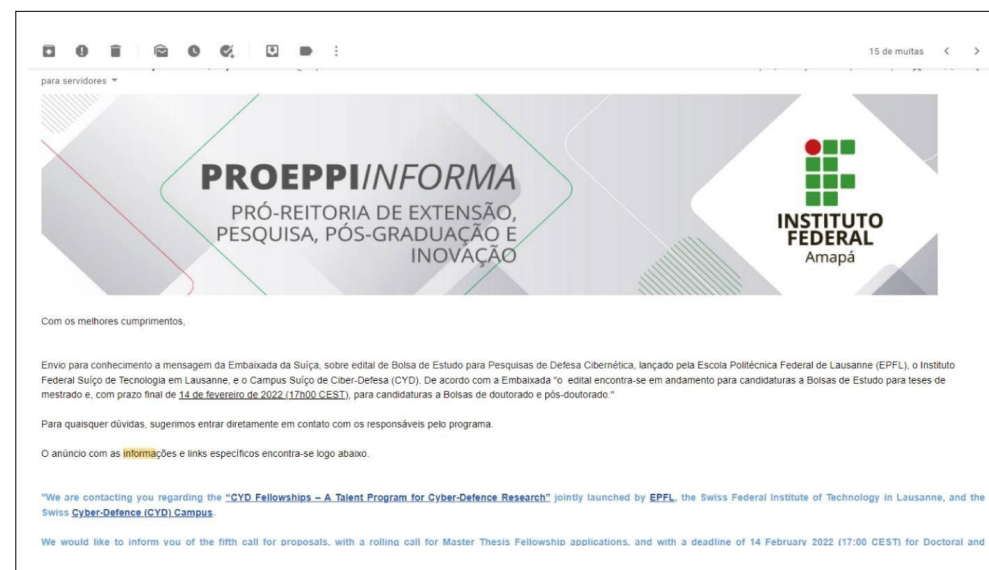 15 de muitas
para servidores
PROEPPI/INFORMA
PRÓ-REITORIA DE EXTENSÃO,
PESQUISA, PÓS-GRADUAÇÃO E
INOVAÇÃO
INSTITUTO
FEDERAL
Amapá
Com os melhores cumprimentos,
Envio para conhecimento a mensagem da Embaixada da Suíça, sobre edital de Bolsa de Estudo para Pesquisas de Defesa Cibernética, lançado pela Escola Politécnica Federal de Lausanne (EPFL), o Instituto
Federal Suíço de Tecnologia em Lausanne, e o Campus Suíço de Ciber-Defesa (CYD). De acordo com a Embaixada "o edital encontra-se em andamento para candidaturas a Bolsas de Estudo para teses de
mestrado e, com prazo final de 14 de fevereiro de 2022 (17h00 CEST), para candidaturas a Bolsas de doutorado e pós-doutorado."
Para quaisquer dúvidas, sugerimos entrar diretamente em contato com os responsáveis pelo programa.
O anúncio com as informações e links específicos encontra-se logo abaixo.
"We are contacting you regarding the "CYD Fellowships – A Talent Program for Cyber-Defence Research" jointly launched by EPFL, the Swiss Federal Institute of Technology in Lausanne, and the
Swiss Cyber-Defence (CYD) Campus.
We would like to inform you of the fifth call for proposals, with a rolling call for Master Thesis Fellowship applications, and with a deadline of 14 February 2022 (17:00 CEST) for Doctoral and